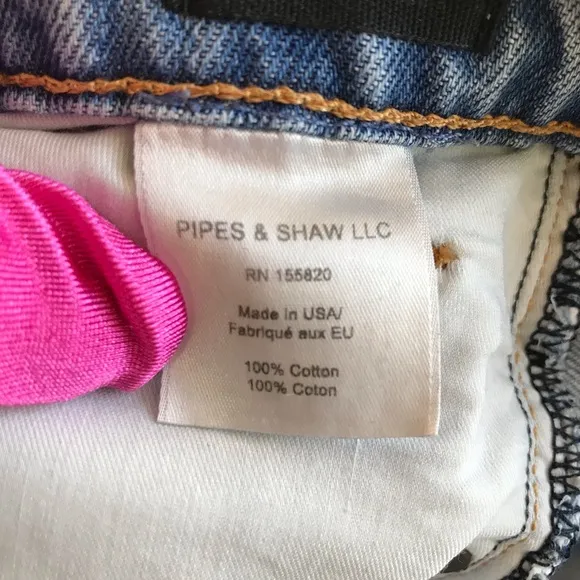 PIPES & SHAW LLC
RN 155820
Made in USA/
Fabriqué aux EU
100% Cotton
100% Coton